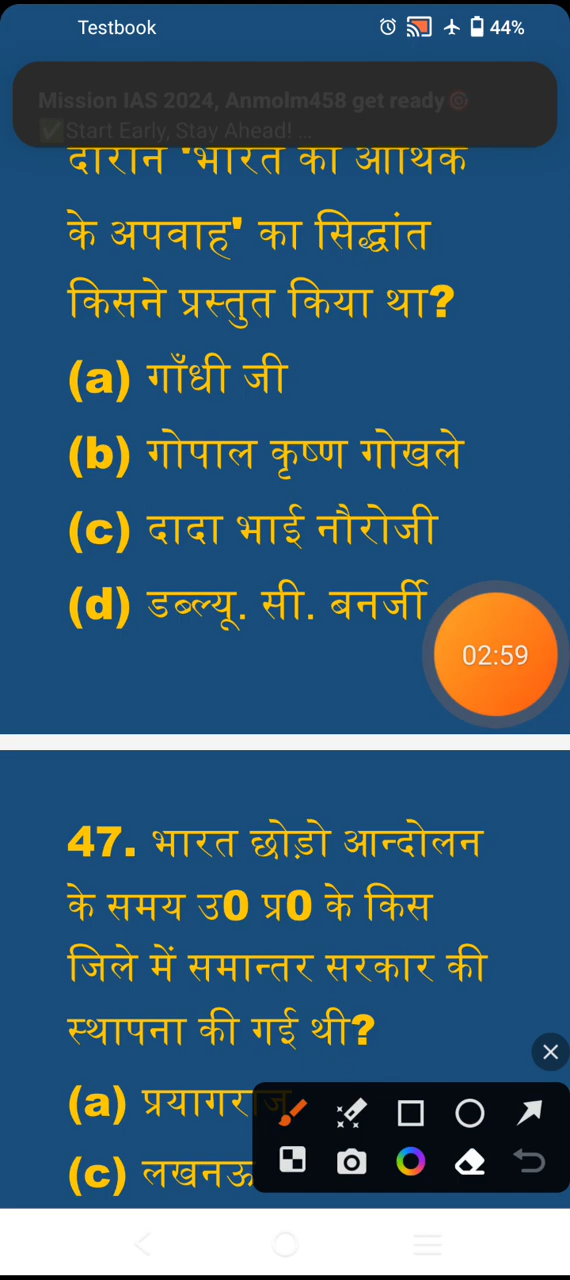 Testbook
44%
Mission IAS 2024, Anmolm458 get ready🎯
✅Start Early, Stay Ahead! ...
दौरान 'भारत की आर्थिक
के अपवाह' का सिद्धांत
किसने प्रस्तुत किया था?
(a) गाँधी जी
(b) गोपाल कृष्ण गोखले
(c) दादा भाई नौरोजी
(d) डब्ल्यू. सी. बनर्जी
02:59
47. भारत छोड़ो आन्दोलन
के समय उ0 प्र0 के किस
जिले में समान्तर सरकार की
स्थापना की गई थी?
(a) प्रयागराज
(c) लखनऊ